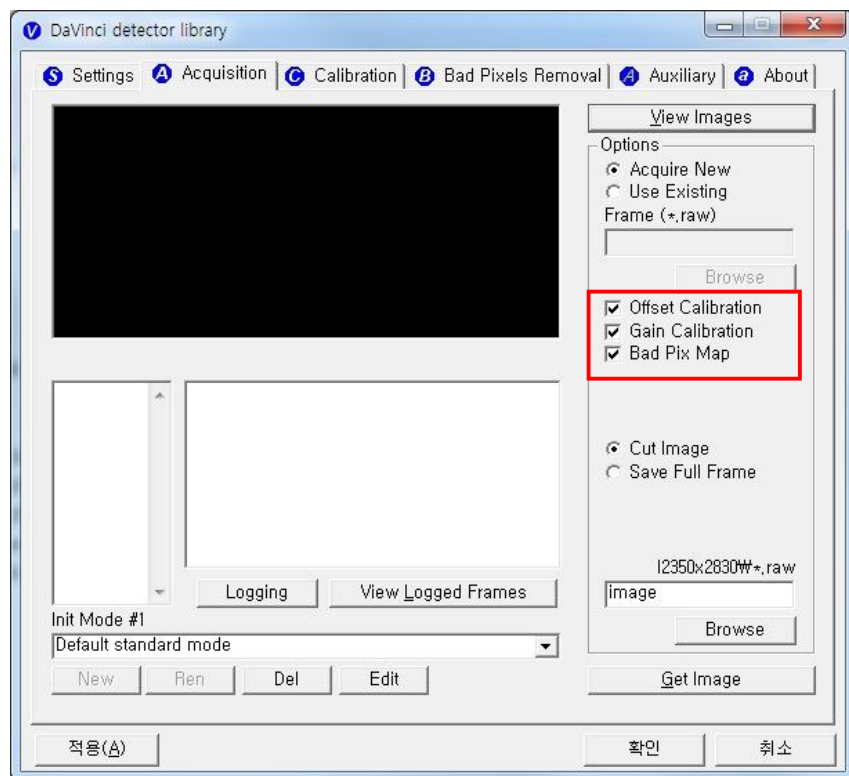 DaVinci detector library
Settings Acquisition Calibration Bad Pixels Removal Auxiliary About
View Images
Options
Acquire New
Use Existing
Frame (*.raw)
Browse
Offset Calibration
Gain Calibration
Bad Pix Map
Cut Image
Save Full Frame
I2350x2830₩*.raw
image
Browse
Get Image
Logging View Logged Frames
Init Mode #1
Default standard mode
New Ren Del Edit
적용(A) 확인 취소